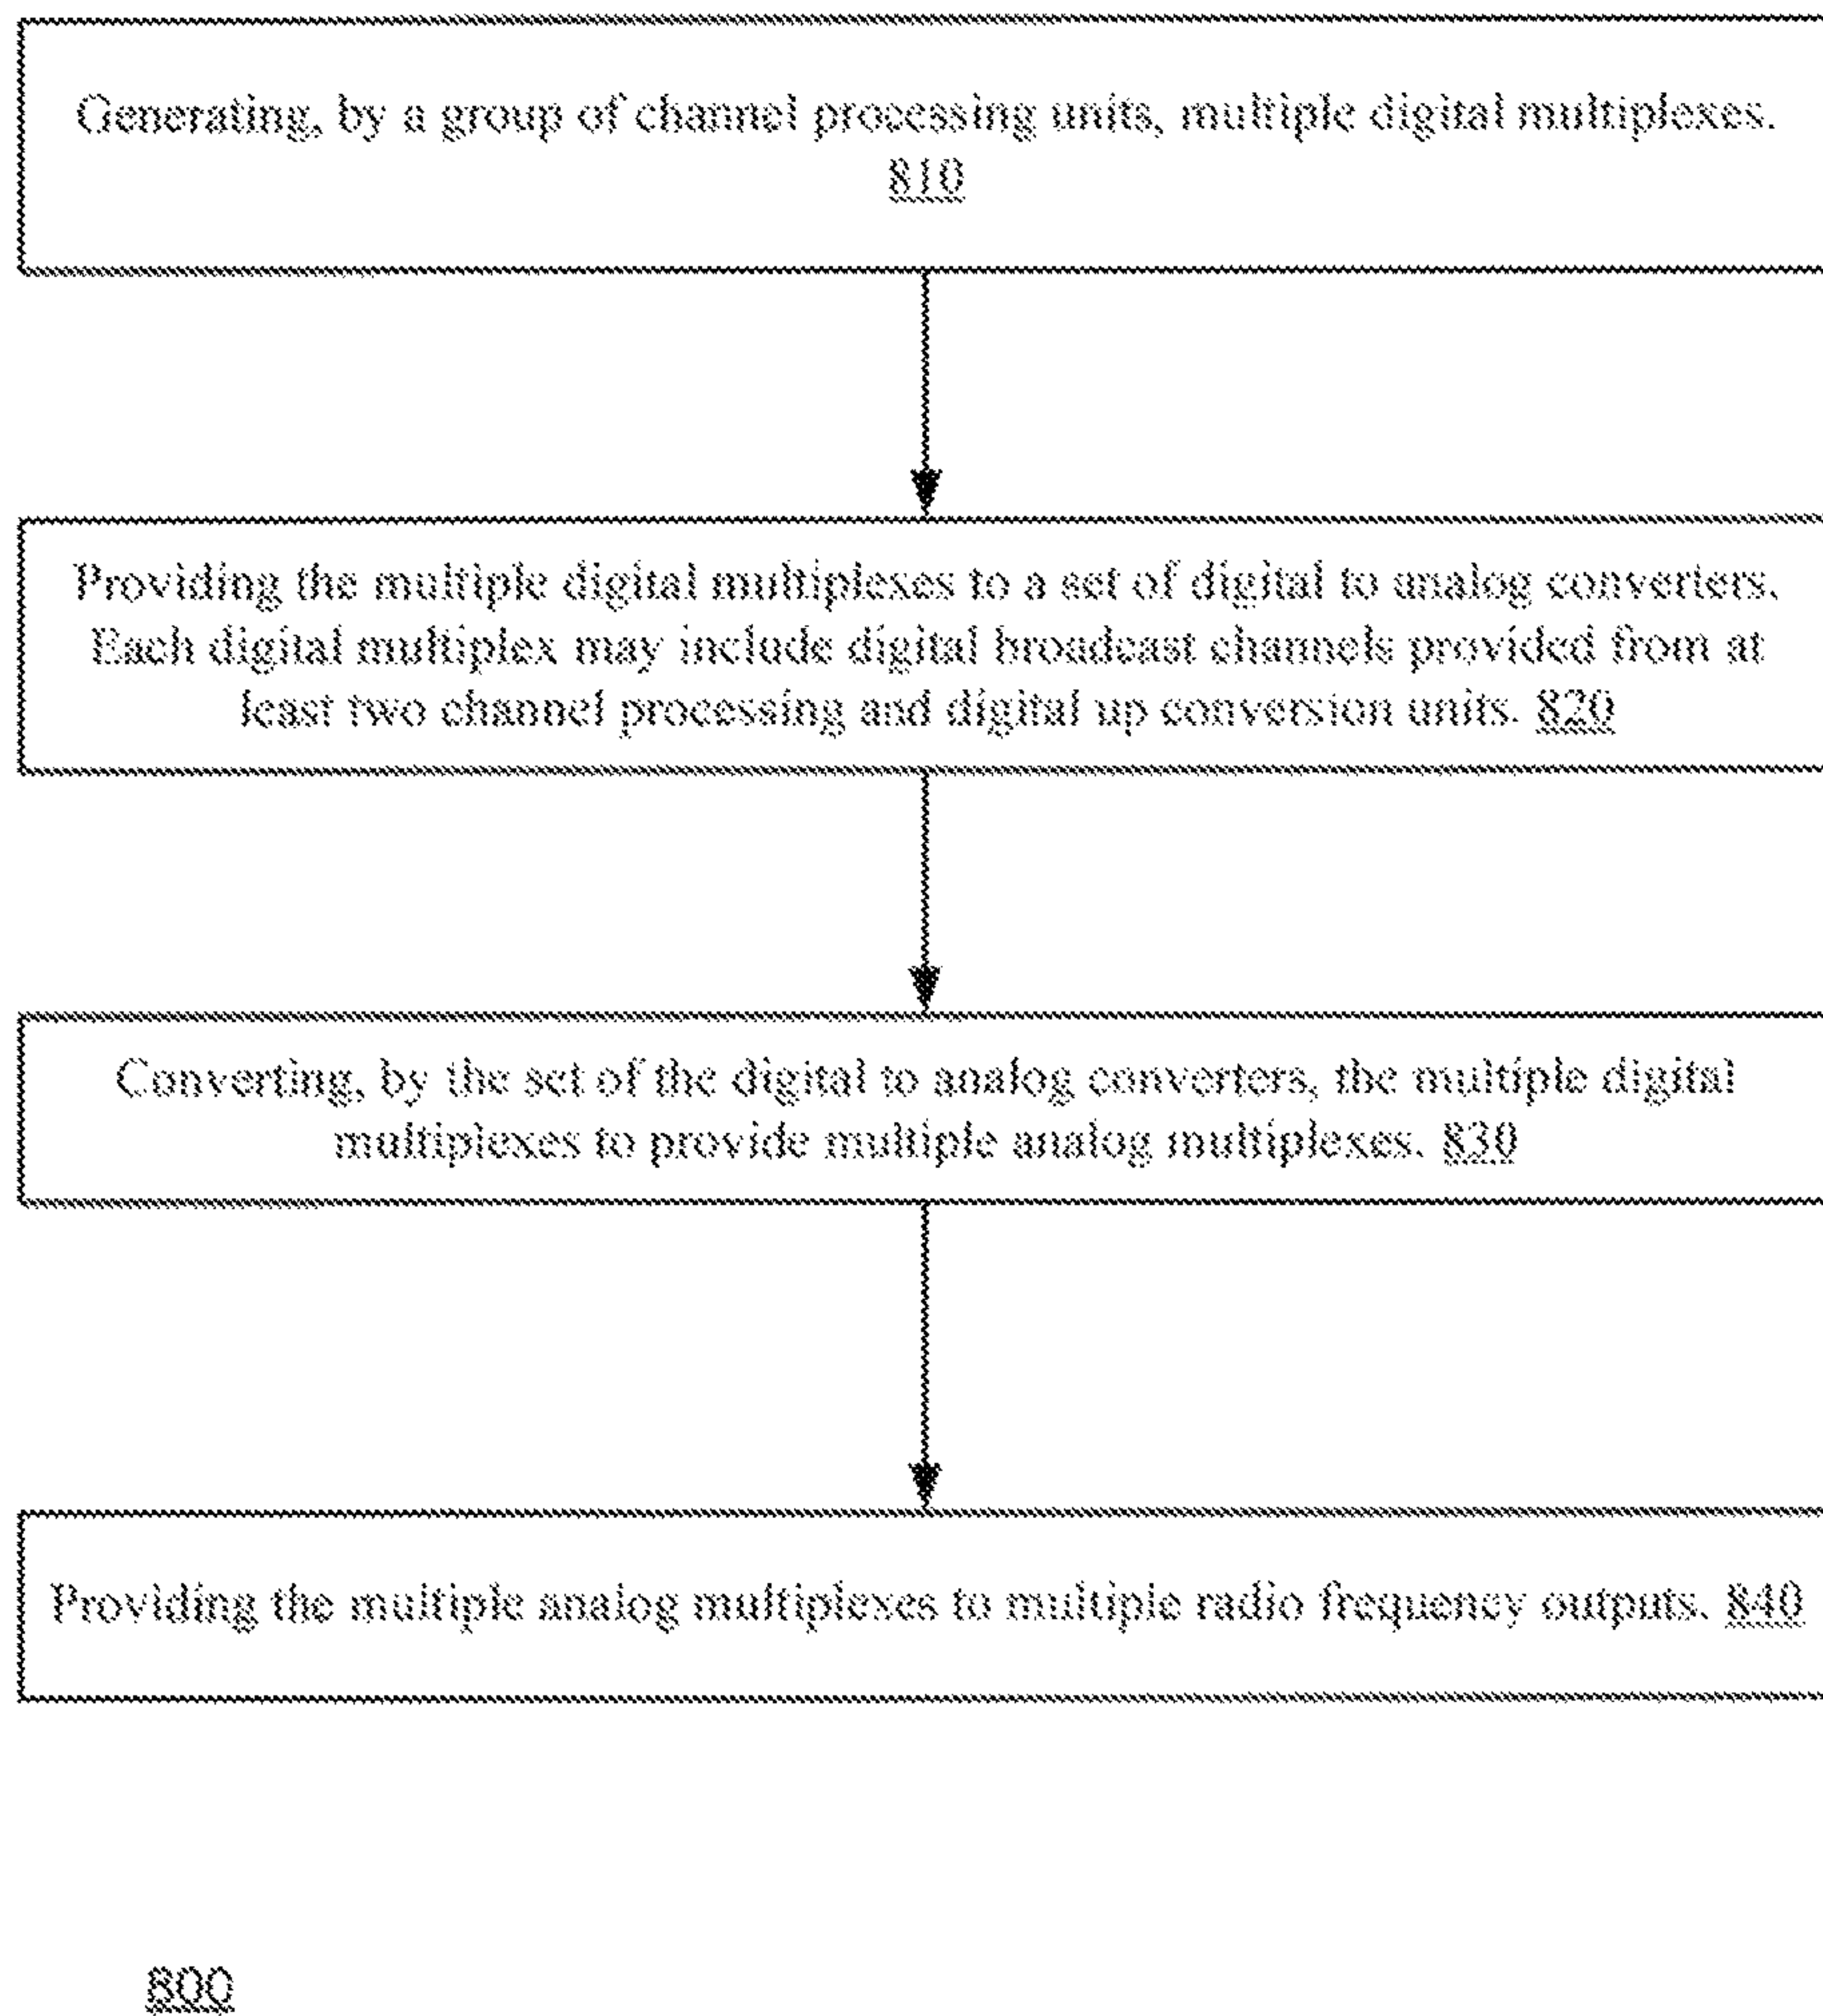 Generating, by a group of channel processing units, multiple digital multiplexes.
810
Providing the multiple digital multiplexes to a set of digital to analog converters.
Each digital multiplex may include digital broadcast channels provided from at
least two channel processing and digital up conversion units. 820
Converting, by the set of the digital to analog converters, the multiple digital
multiplexes to provide multiple analog multiplexes. 830
Providing the multiple analog multiplexes to multiple radio frequency outputs. 840
800